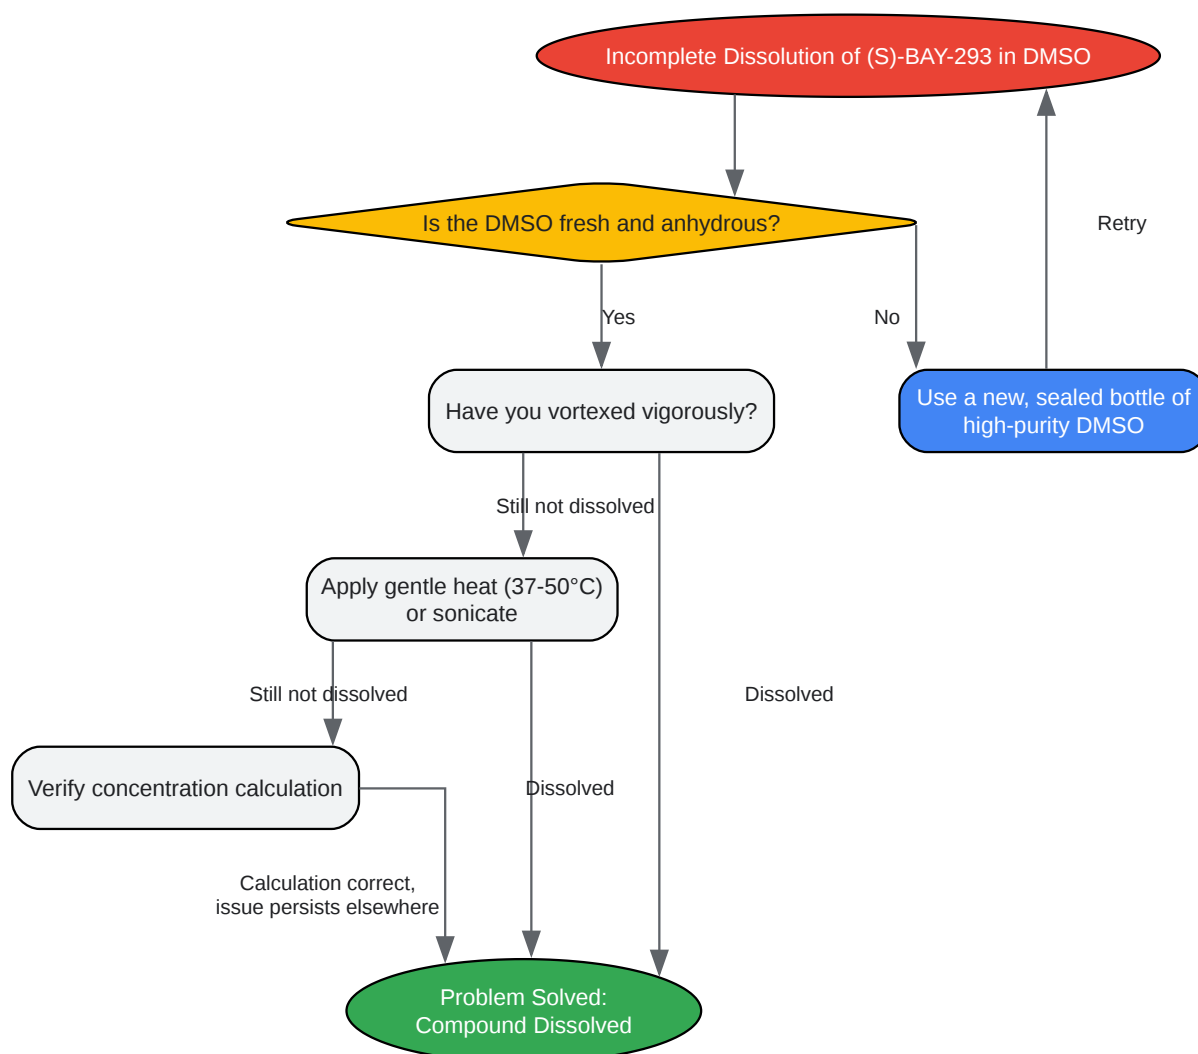 Incomplete Dissolution of (S)-BAY-293 in DMSO
Is the DMSO fresh and anhydrous?
Retry
Yes
No
Have you vortexed vigorously?
Use a new, sealed bottle of
high-purity DMSO
Still not dissolved
Apply gentle heat (37-50°C)
or sonicate
Still not dissolved
Dissolved
Verify concentration calculation
Dissolved
Calculation correct,
issue persists elsewhere
Problem Solved:
Compound Dissolved